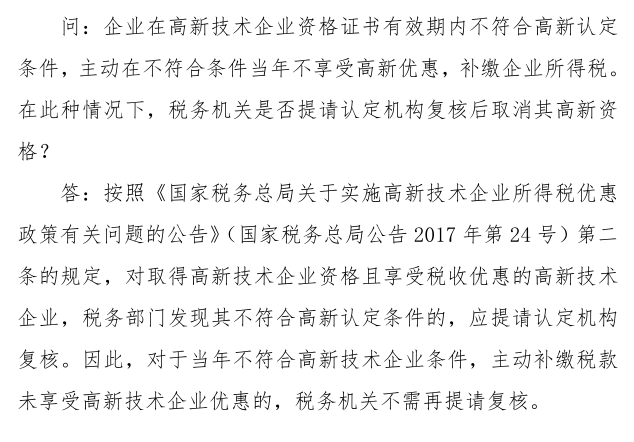 问：企业在高新技术企业资格证书有效期内不符合高新认定
条件，主动在不符合条件当年不享受高新优惠，补缴企业所得税。
在此种情况下，税务机关是否提请认定机构复核后取消其高新资
格？
答：按照《国家税务总局关于实施高新技术企业所得税优惠
政策有关问题的公告》（国家税务总局公告 2017 年第 24 号）第二
条的规定，对取得高新技术企业资格且享受税收优惠的高新技术
企业，税务部门发现其不符合高新认定条件的，应提请认定机构
复核。因此，对于当年不符合高新技术企业条件，主动补缴税款
未享受高新技术企业优惠的，税务机关不需再提请复核。